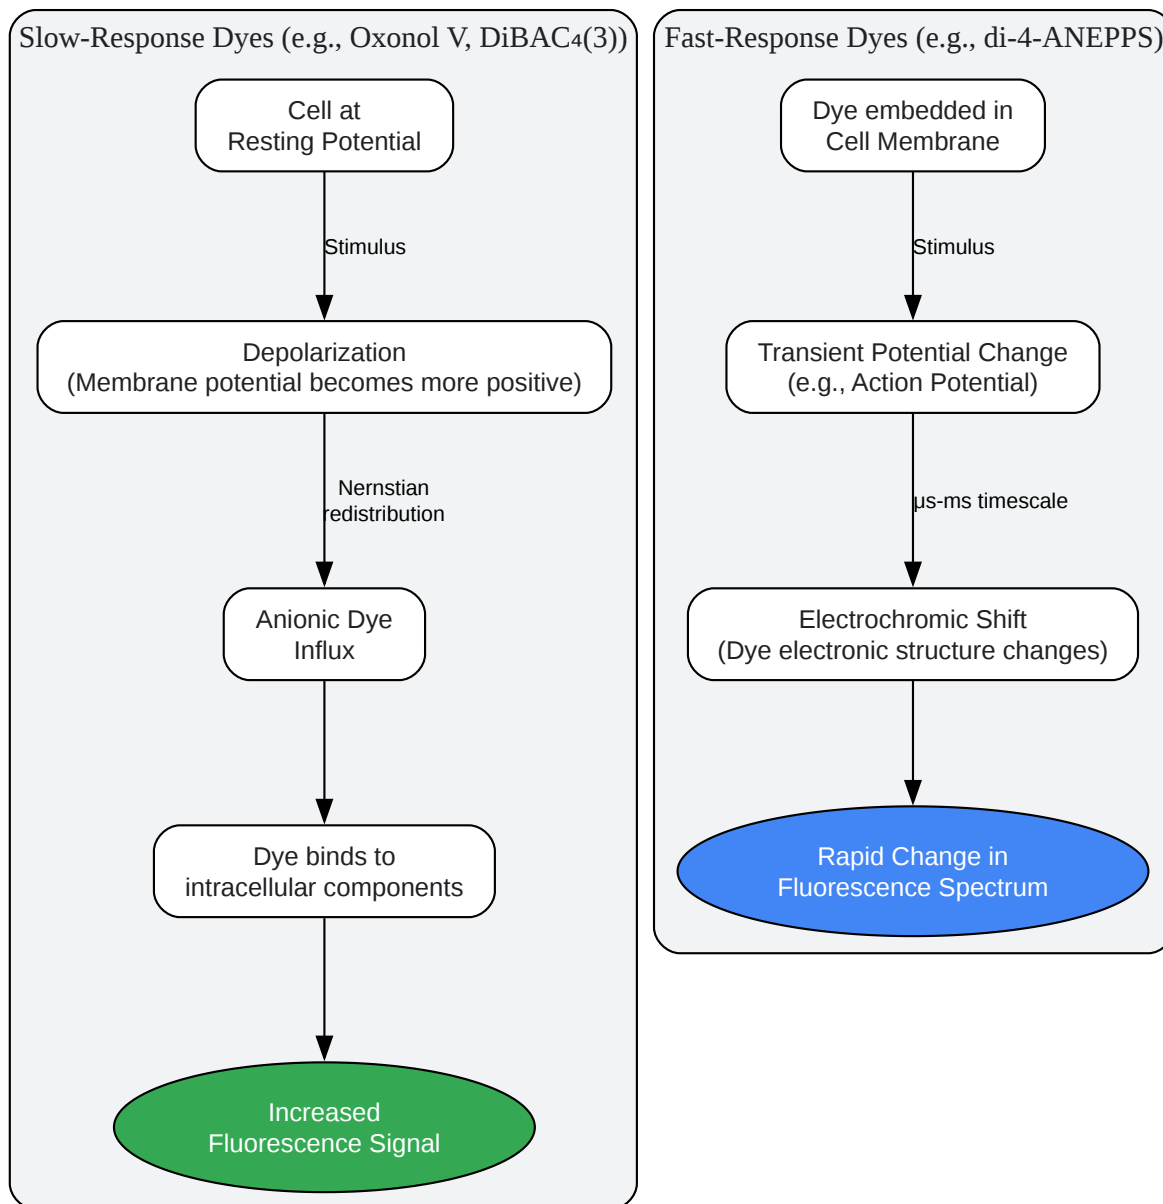 Slow-Response Dyes (e.g., Oxonol V, DiBAC₄(3))
Cell at
Resting Potential
Stimulus
Depolarization
(Membrane potential becomes more positive)
Nernstian
redistribution
Anionic Dye
Influx
Dye binds to
intracellular components
Increased
Fluorescence Signal
Fast-Response Dyes (e.g., di-4-ANEPPS)
Dye embedded in
Cell Membrane
Stimulus
Transient Potential Change
(e.g., Action Potential)
µs-ms timescale
Electrochromic Shift
(Dye electronic structure changes)
Rapid Change in
Fluorescence Spectrum